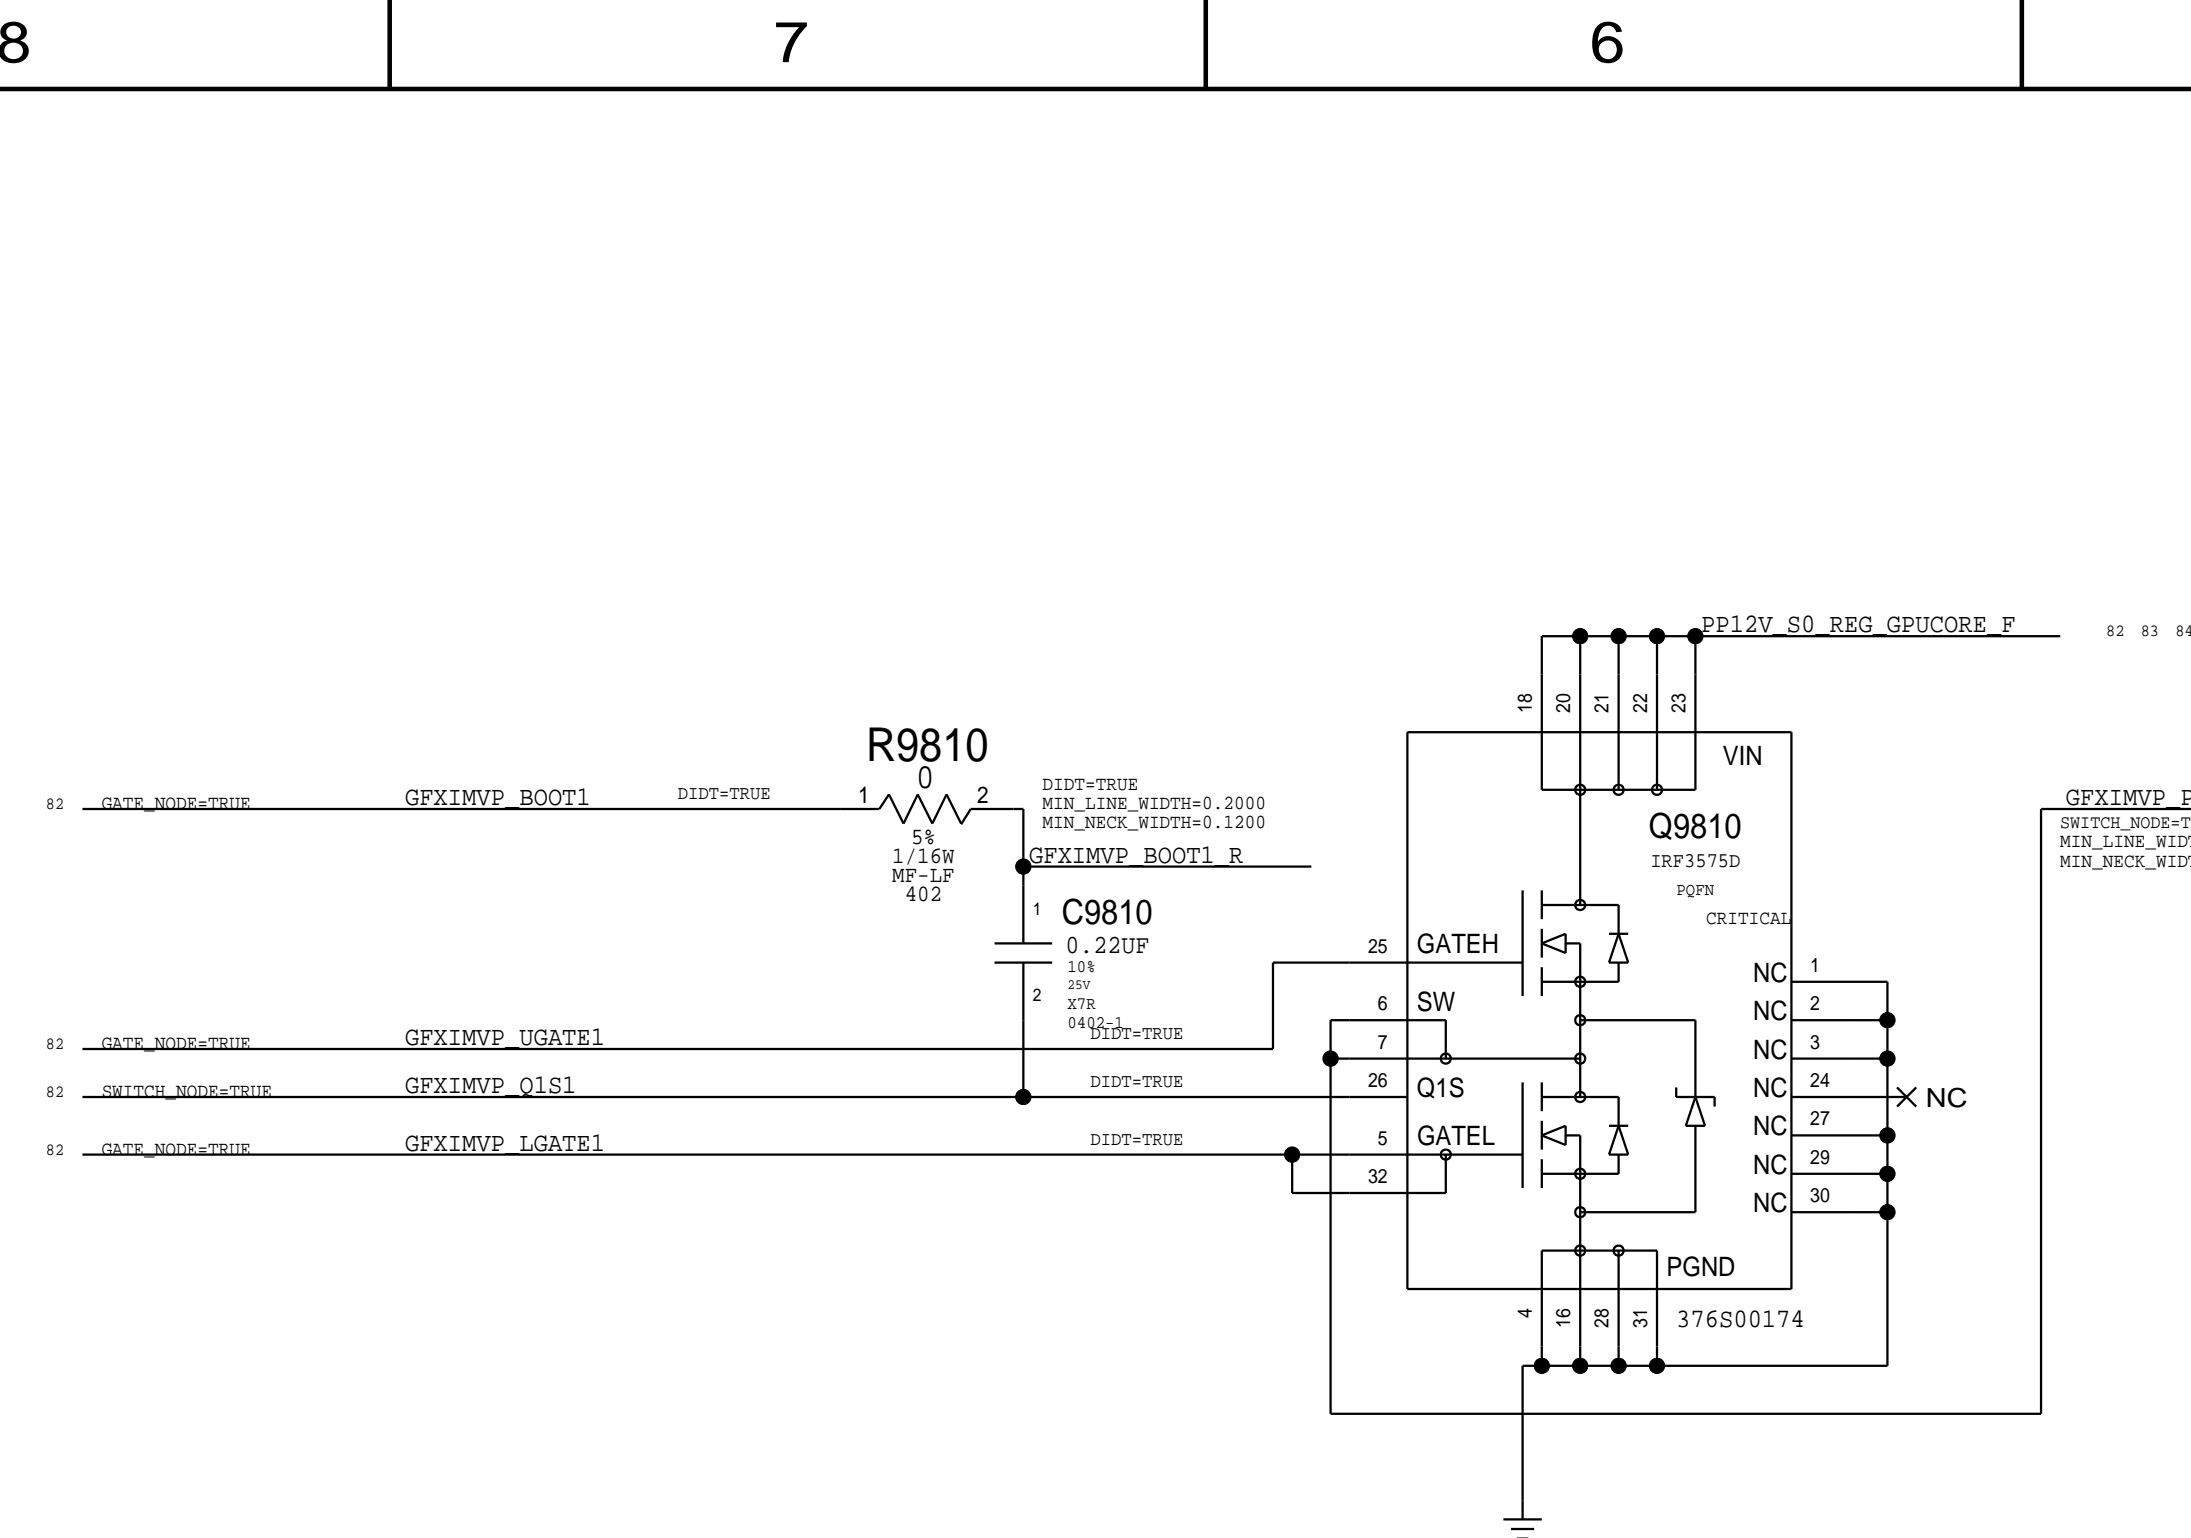 8 7 6
PP12V_S0_REG_GPUCORE_F 82 83 84
18 20 21 22 23
VIN
R9810
0
82 GATE_NODE=TRUE GFXIMVP_BOOT1 DIDT=TRUE 1 2
5%
1/16W
MF-LF
402
DIDT=TRUE
MIN_LINE_WIDTH=0.2000
MIN_NECK_WIDTH=0.1200
GFXIMVP_BOOT1_R
1 C9810
0.22UF
10%
25V
2 X7R
0402-1
Q9810
IRF3575D
PQFN
CRITICAL
GFXIMVP_P
SWITCH_NODE=T
MIN_LINE_WIDT
MIN_NECK_WIDT
25 GATEH
6 SW
7
82 GATE_NODE=TRUE GFXIMVP_UGATE1 DIDT=TRUE
82 SWITCH_NODE=TRUE GFXIMVP_Q1S1 DIDT=TRUE 26 Q1S
82 GATE_NODE=TRUE GFXIMVP_LGATE1 DIDT=TRUE 5 GATEL
32
NC 1
NC 2
NC 3
NC 24 NC
NC 27
NC 29
NC 30
PGND
4 16 28 31
376S00174